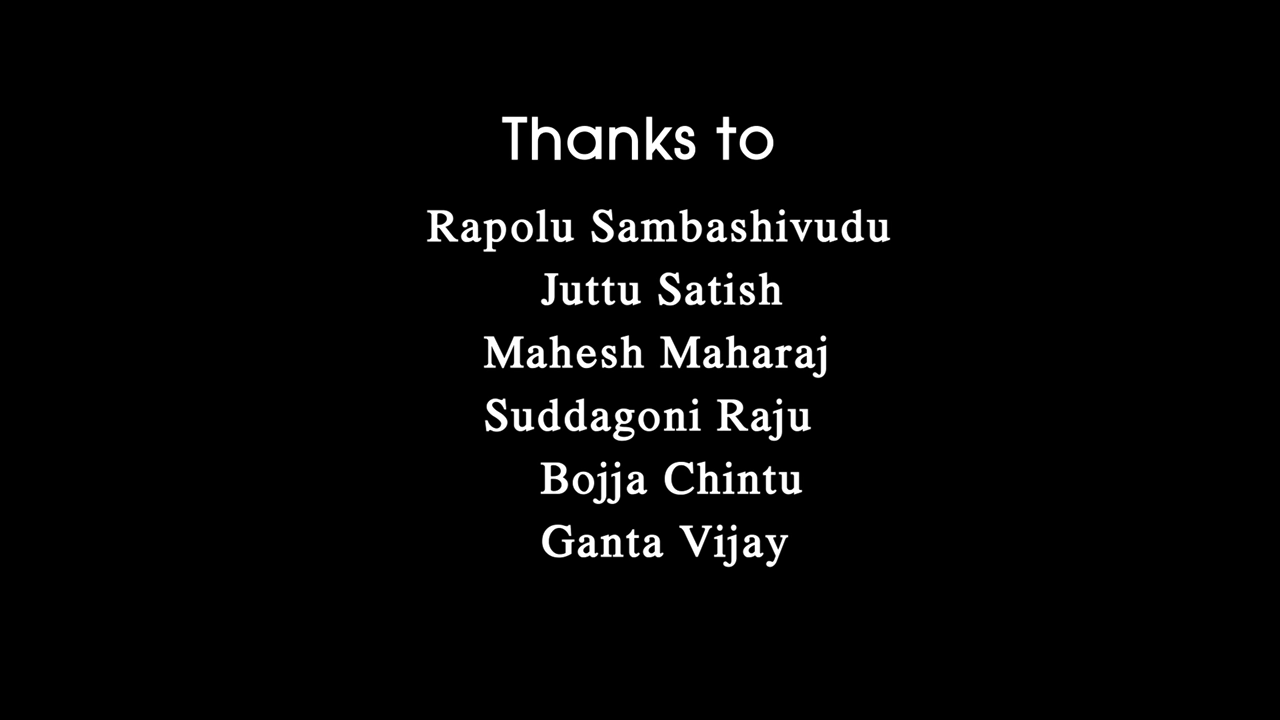 Thanks to
Rapolu Sambashivudu
Juttu Satish
Mahesh Maharaj
Suddagoni Raju
Bojja Chintu
Ganta Vijay